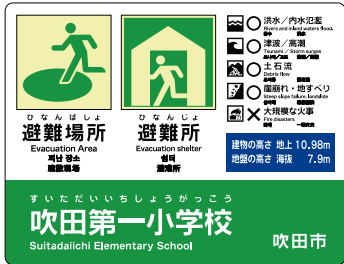 ひなんばしょ
避難場所
Evacuation Area
피난 장소
ひなんじょ
避難所
Evacuation shelter
쉼터
避难所
洪水／内水氾濫
Rivers and inland waters flood.
津波／高潮
Tsunami / Storm surges
土石流
Debris flow
崖崩れ・地すべり
Steep slope failure, landslide
大規模な火事
Fire disasters
建物の高さ 地上 10.98m
地盤の高さ 海抜 7.9m
すいただいいちしょうがっこう
吹田第一小学校
Suitadaiichi Elementary School
吹田市